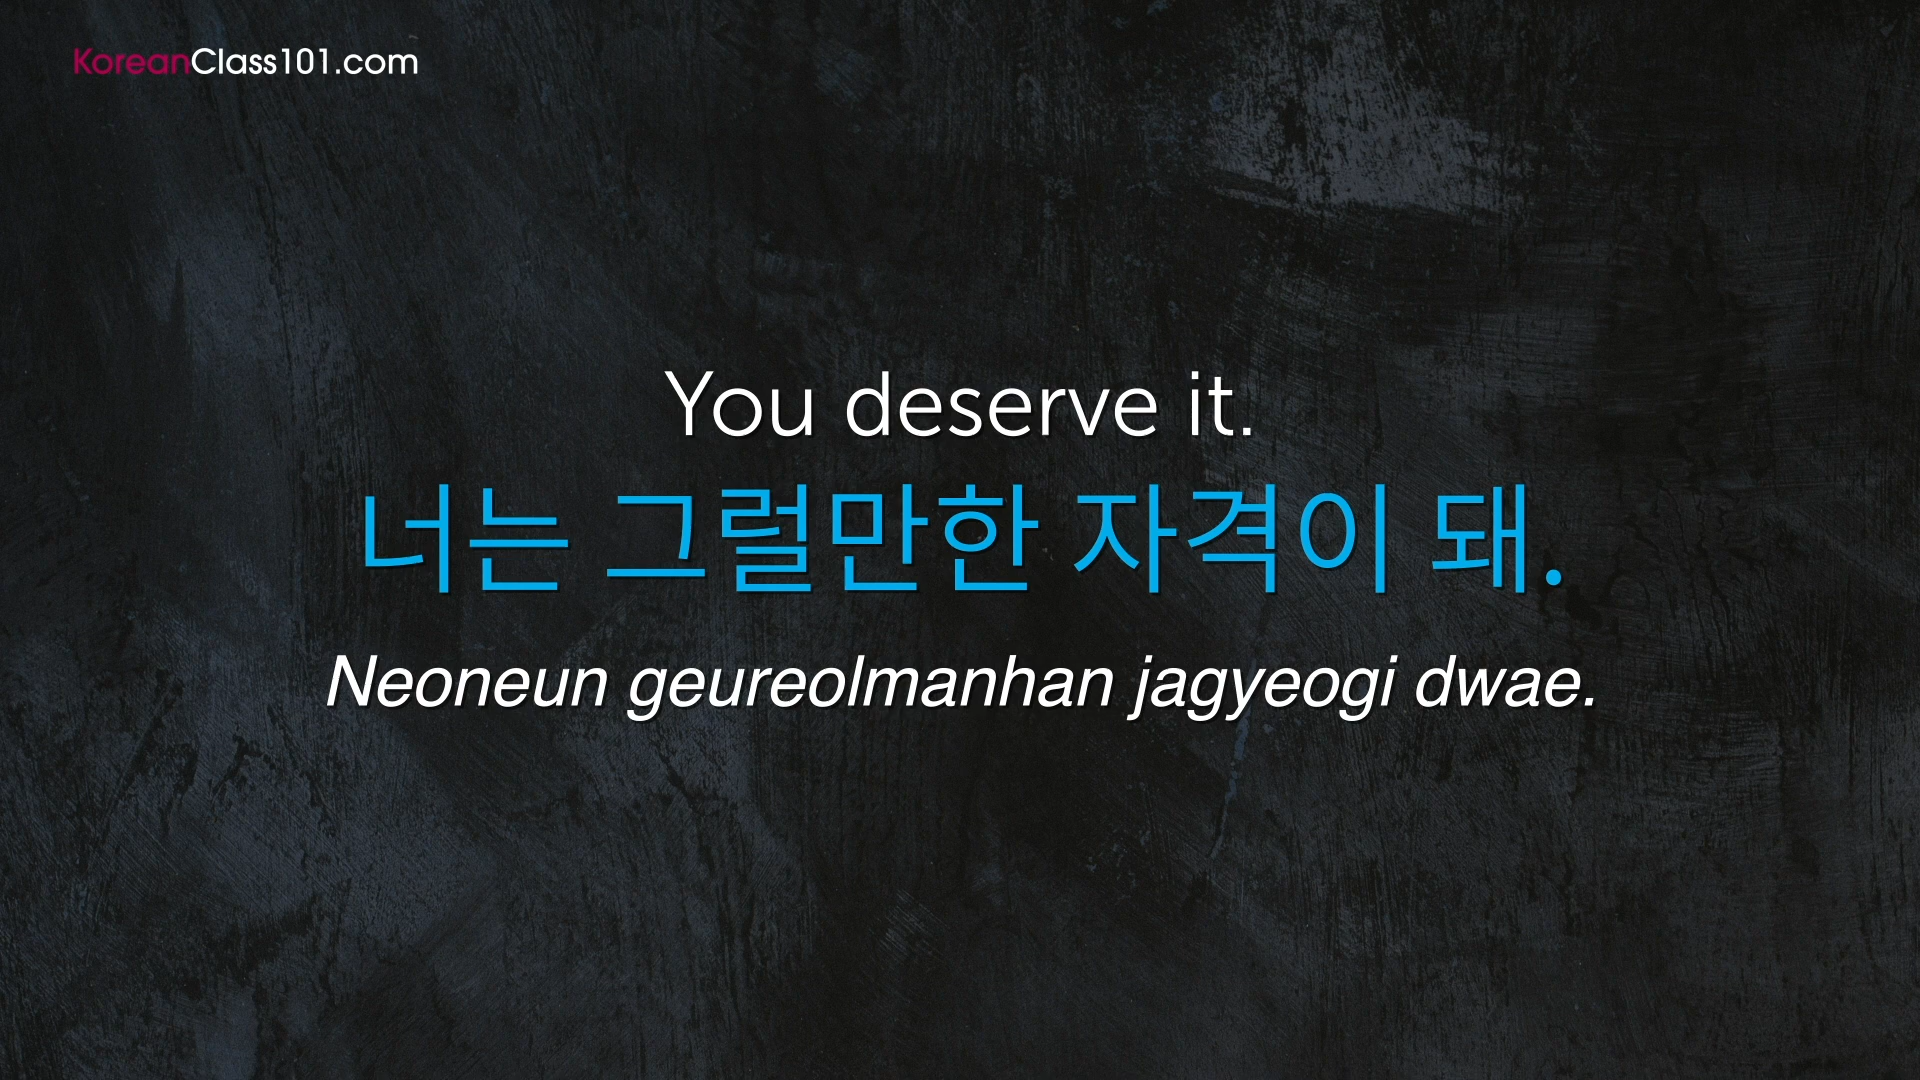 KoreanClass101.com
You deserve it.
너는 그럴만한 자격이 돼.
Neoneun geureolmanhan jagyeogi dwae.